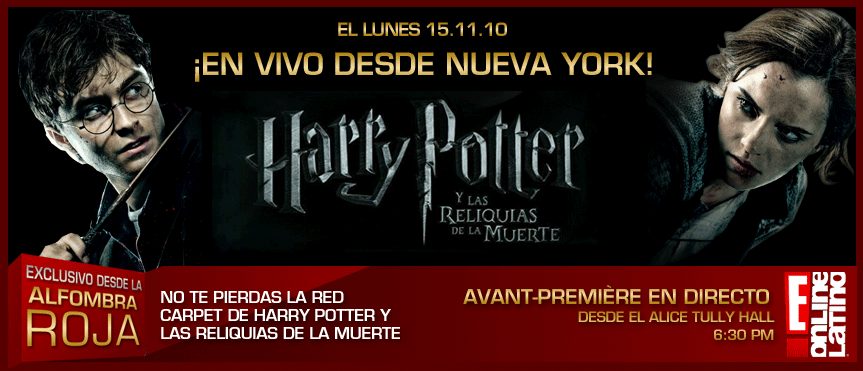 EL LUNES 15.11.10
¡EN VIVO DESDE NUEVA YORK!
Harry Potter
Y LAS
RELIQUIAS
DE LA MUERTE
EXCLUSIVO DESDE LA
ALFOMBRA
ROJA
NO TE PIERDAS LA RED
CARPET DE HARRY POTTER Y
LAS RELIQUIAS DE LA MUERTE
AVANT-PREMIÈRE EN DIRECTO
DESDE EL ALICE TULLY HALL
6:30 PM
E!
ONLINE
LATINO